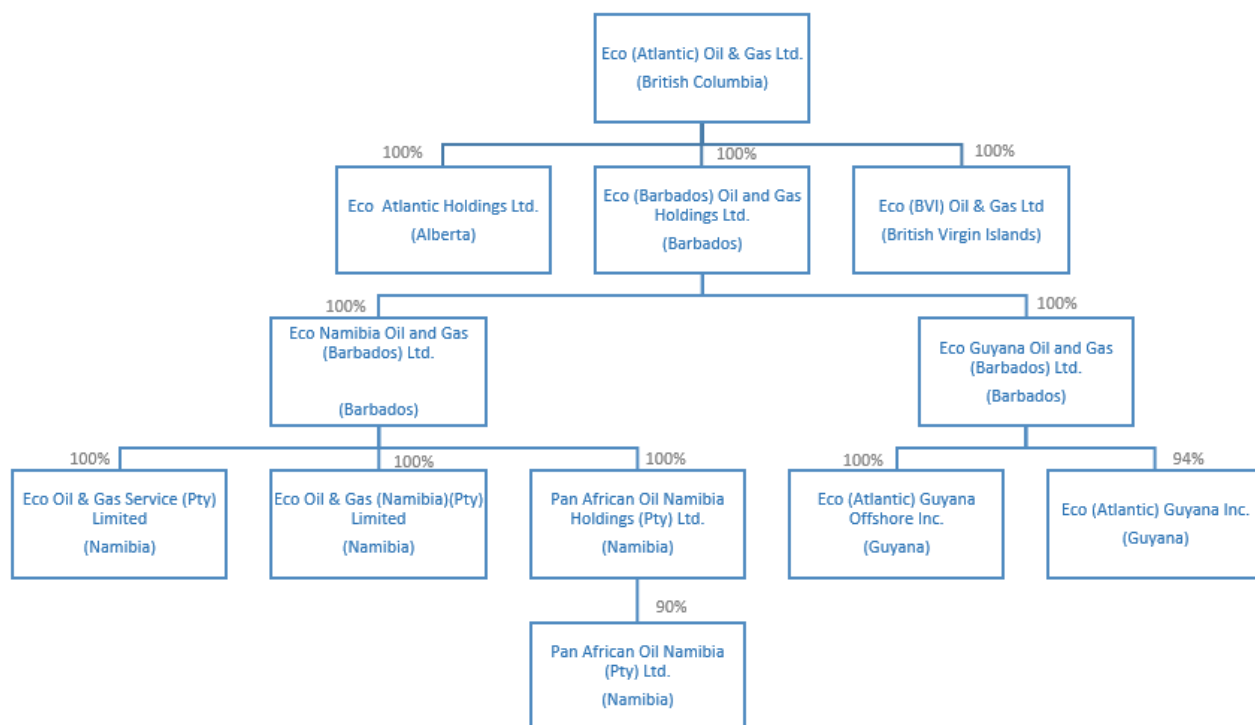 Eco (Atlantic) Oil & Gas Ltd.
(British Columbia)
100%
100%
100%
Eco Atlantic Holdings Ltd.
(Alberta)
Eco (Barbados) Oil and Gas
Holdings Ltd.
(Barbados)
Eco (BVI) Oil & Gas Ltd
(British Virgin Islands)
100%
100%
Eco Namibia Oil and Gas
(Barbados) Ltd.
(Barbados)
Eco Guyana Oil and Gas
(Barbados) Ltd.
(Barbados)
100%
100%
100%
100%
94%
Eco Oil & Gas Service (Pty)
Limited
(Namibia)
Eco Oil & Gas (Namibia)(Pty)
Limited
(Namibia)
Pan African Oil Namibia
Holdings (Pty) Ltd.
(Namibia)
Eco (Atlantic) Guyana
Offshore Inc.
(Guyana)
Eco (Atlantic) Guyana Inc.
(Guyana)
90%
Pan African Oil Namibia
(Pty) Ltd.
(Namibia)